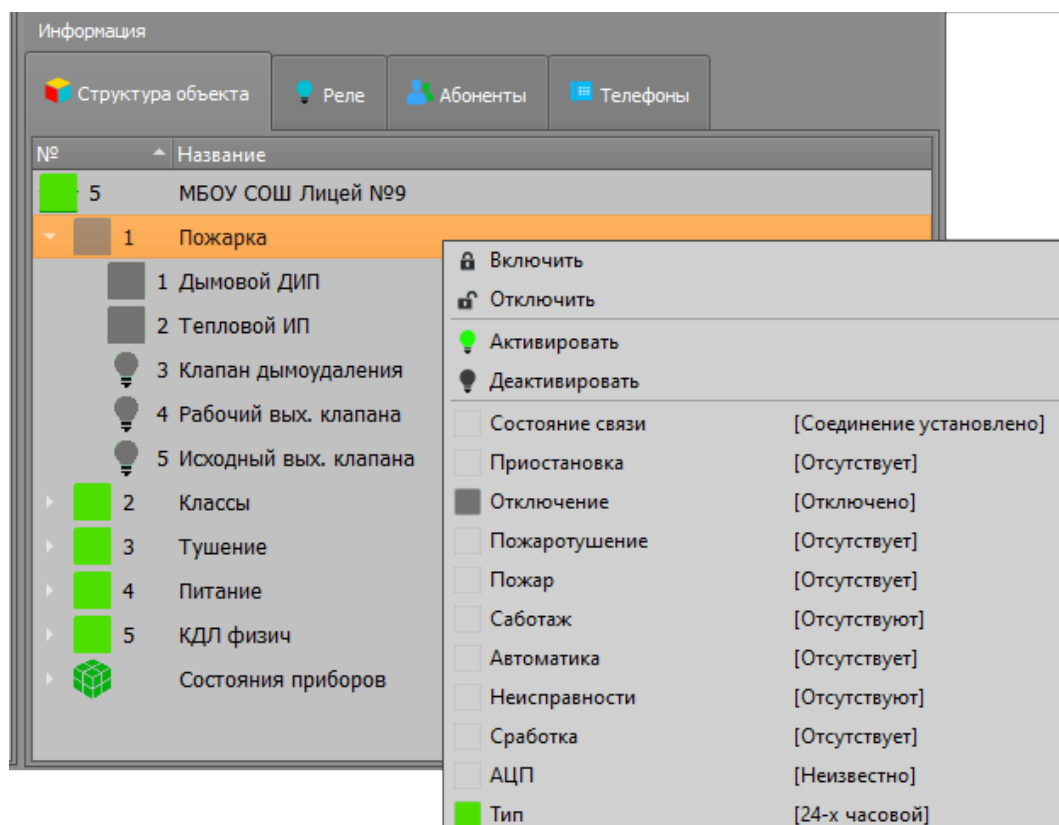 Информация
Структура объекта Реле Абоненты Телефоны
№ Название
5 МБОУ СОШ Лицей №9
1 Пожарка
1 Дымовой ДИП
2 Тепловой ИП
3 Клапан дымоудаления
4 Рабочий вых. клапана
5 Исходный вых. клапана
2 Классы
3 Тушение
4 Питание
5 КДЛ физич
Состояния приборов
Включить
Отключить
Активировать
Деактивировать
Состояние связи [Соединение установлено]
Приостановка [Отсутствует]
Отключение [Отключено]
Пожаротушение [Отсутствует]
Пожар [Отсутствует]
Саботаж [Отсутствуют]
Автоматика [Отсутствует]
Неисправности [Отсутствуют]
Сработка [Отсутствует]
АЦП [Неизвестно]
Тип [24-х часовой]